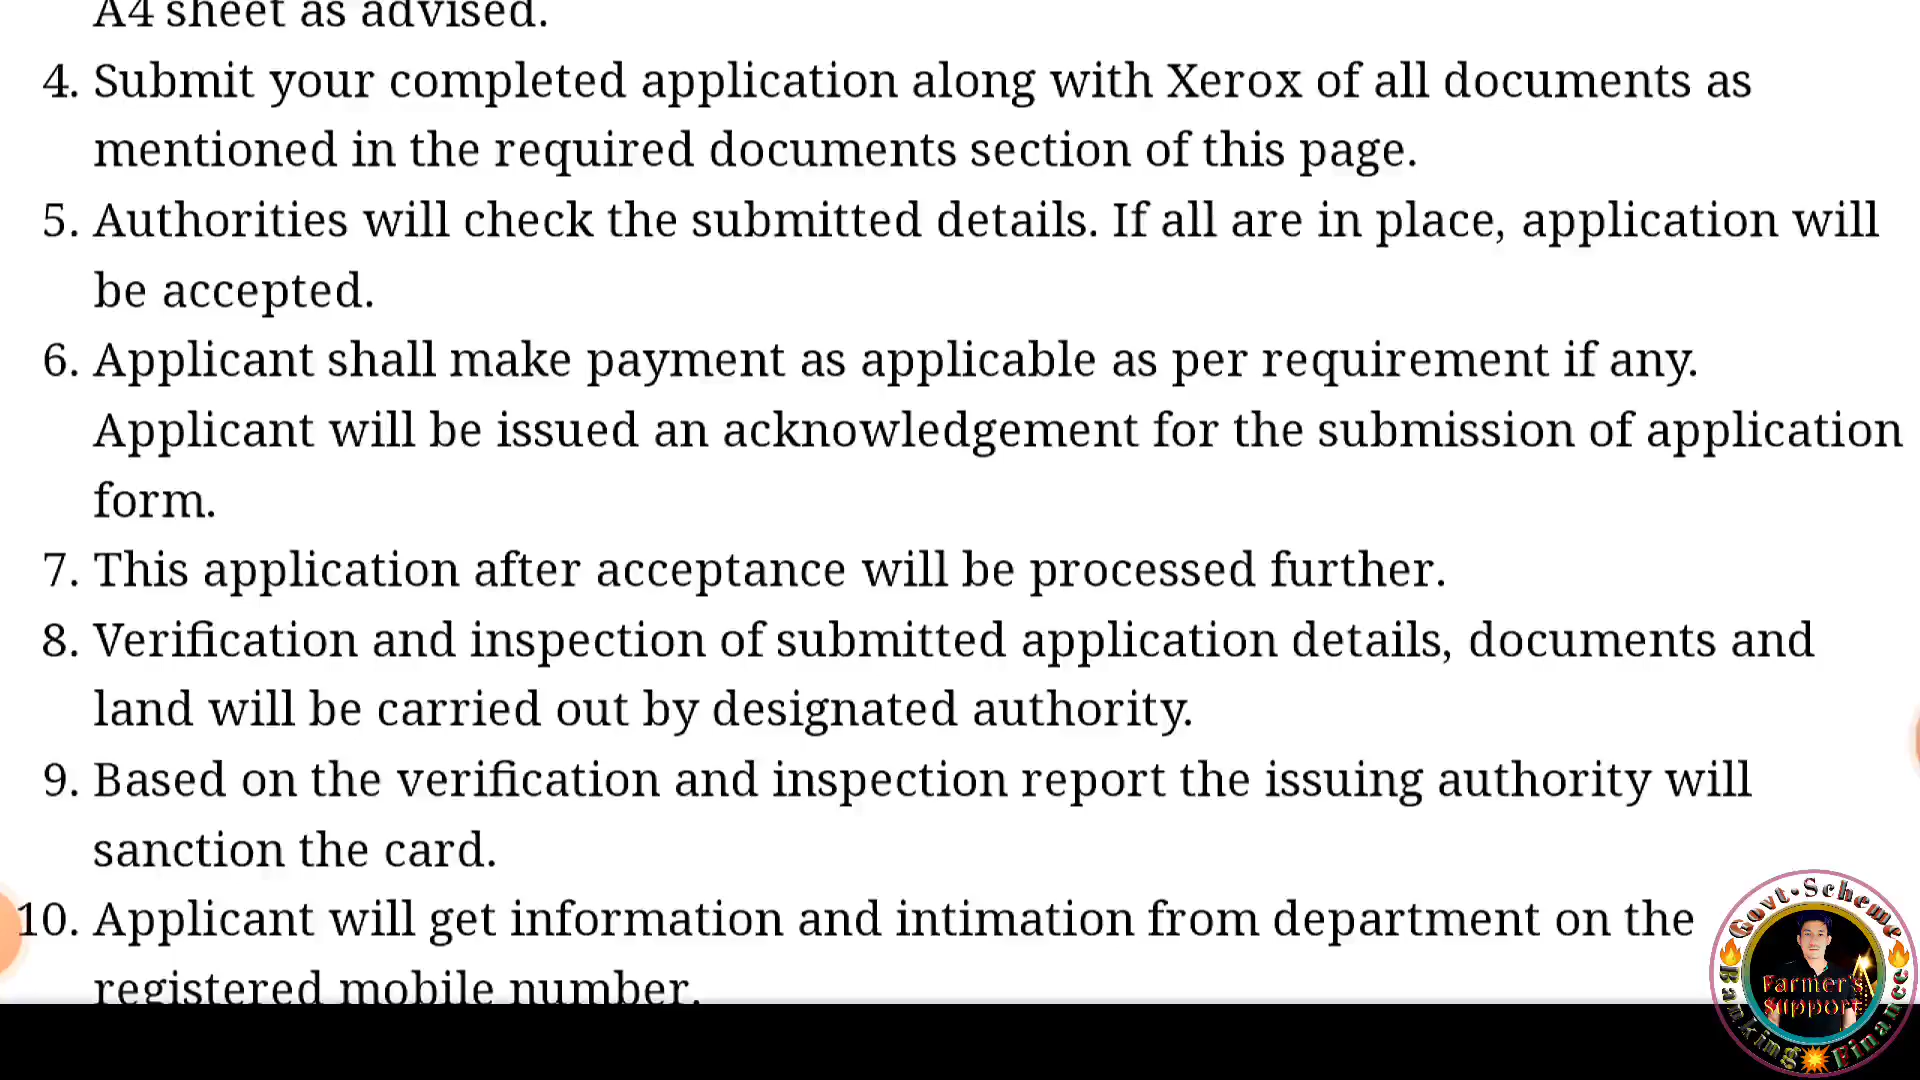 A4 sheet as advised.
4. Submit your completed application along with Xerox of all documents as
mentioned in the required documents section of this page.
5. Authorities will check the submitted details. If all are in place, application will
be accepted.
6. Applicant shall make payment as applicable as per requirement if any.
Applicant will be issued an acknowledgement for the submission of application
form.
7. This application after acceptance will be processed further.
8. Verification and inspection of submitted application details, documents and
land will be carried out by designated authority.
9. Based on the verification and inspection report the issuing authority will
sanction the card.
10. Applicant will get information and intimation from department on the
registered mobile number.
Govt.Scheme
Farmer's
Support
Banking Finance